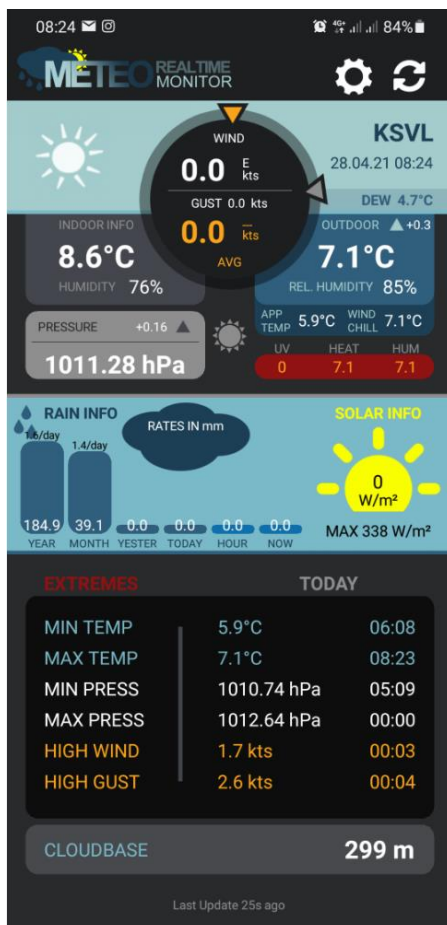 08:24
4G+ 84%
METEO REALTIME MONITOR
WIND
0.0 E kts
GUST 0.0 kts
0.0 -- kts
AVG
KSVL
28.04.21 08:24
DEW 4.7°C
INDOOR INFO
8.6°C
HUMIDITY 76%
OUTDOOR +0.3
7.1°C
REL. HUMIDITY 85%
APP TEMP 5.9°C WIND CHILL 7.1°C
PRESSURE +0.16
1011.28 hPa
UV HEAT HUM
0 7.1 7.1
RAIN INFO
RATES IN mm
1.6/day
1.4/day
184.9 39.1 0.0 0.0 0.0 0.0
YEAR MONTH YESTER TODAY HOUR NOW
SOLAR INFO
0
W/m²
MAX 338 W/m²
EXTREMES TODAY
MIN TEMP 5.9°C 06:08
MAX TEMP 7.1°C 08:23
MIN PRESS 1010.74 hPa 05:09
MAX PRESS 1012.64 hPa 00:00
HIGH WIND 1.7 kts 00:03
HIGH GUST 2.6 kts 00:04
CLOUDBASE 299 m
Last Update 25s ago